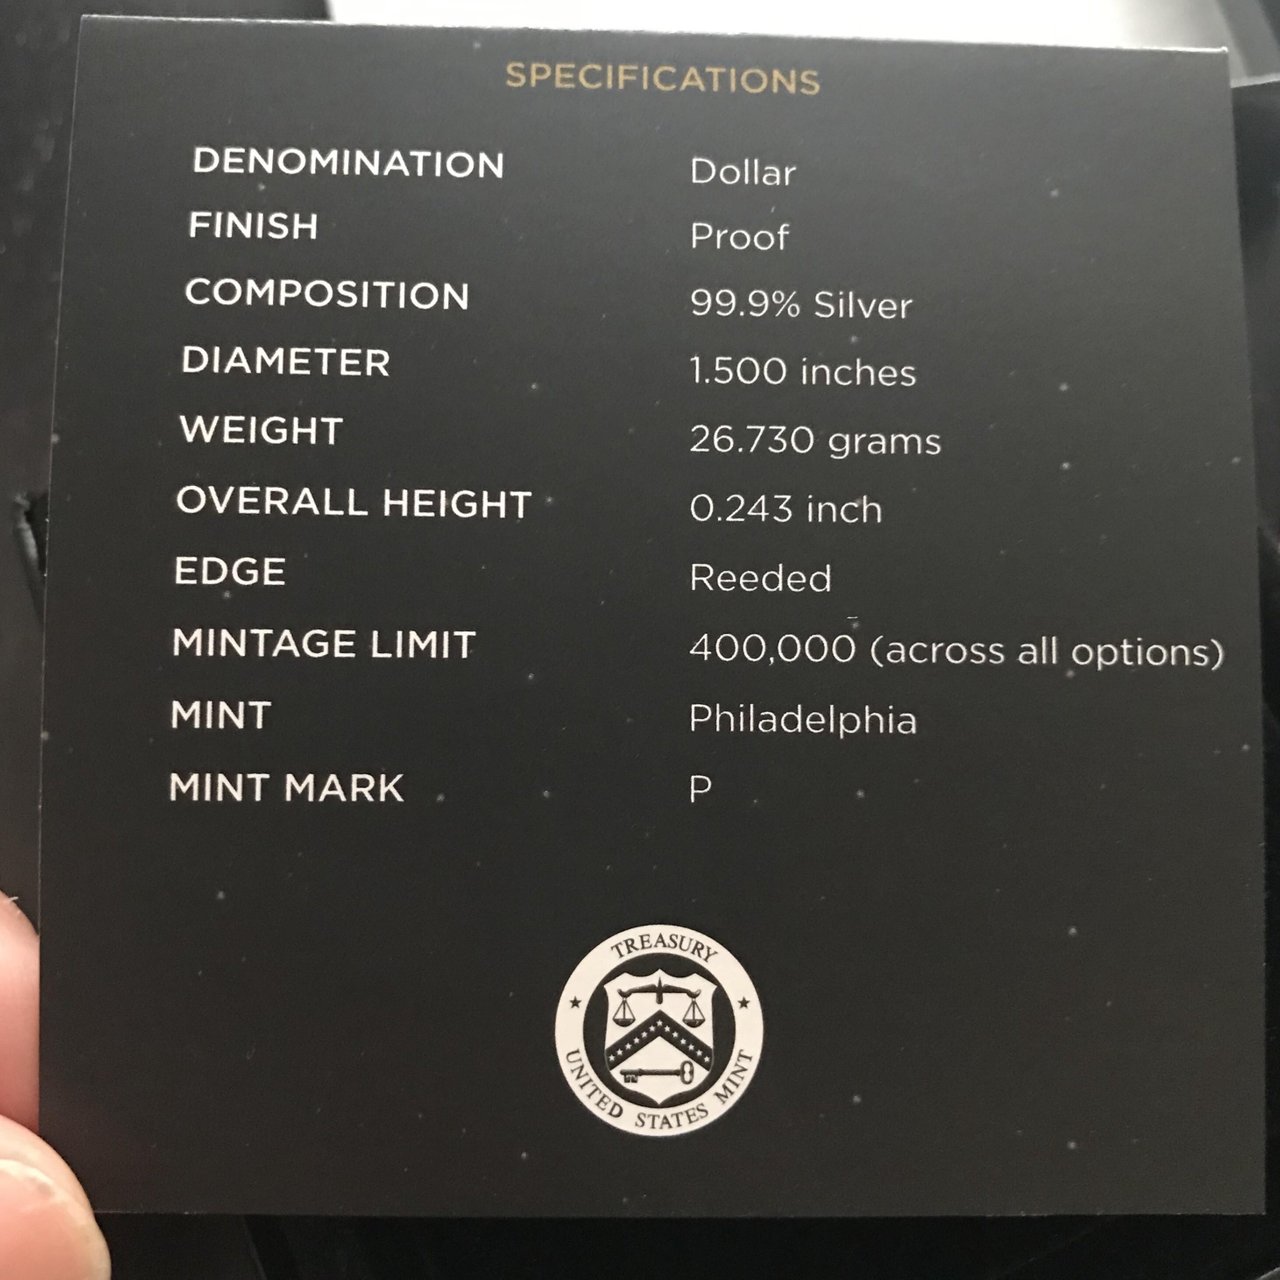 SPECIFICATIONS
DENOMINATION Dollar
FINISH Proof
COMPOSITION 99.9% Silver
DIAMETER 1.500 inches
WEIGHT 26.730 grams
OVERALL HEIGHT 0.243 inch
EDGE Reeded
MINTAGE LIMIT 400,000 (across all options)
MINT Philadelphia
MINT MARK P
TREASURY
UNITED STATES MINT